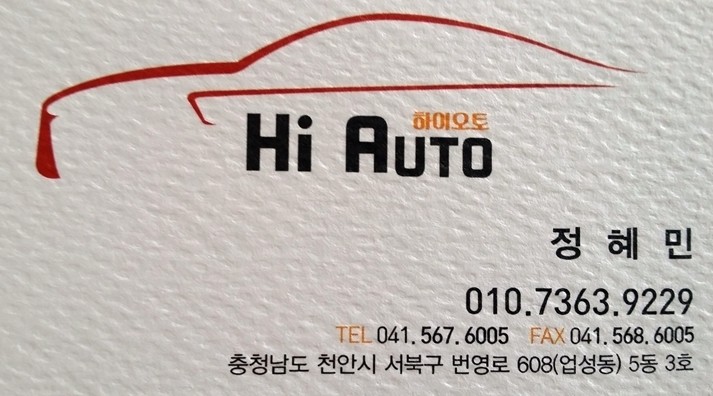 하이오토
Hi AUTO
정 혜 민
010.7363.9229
TEL 041.567.6005 FAX 041.568.6005
충청남도 천안시 서북구 번영로 608(업성동) 5동 3호